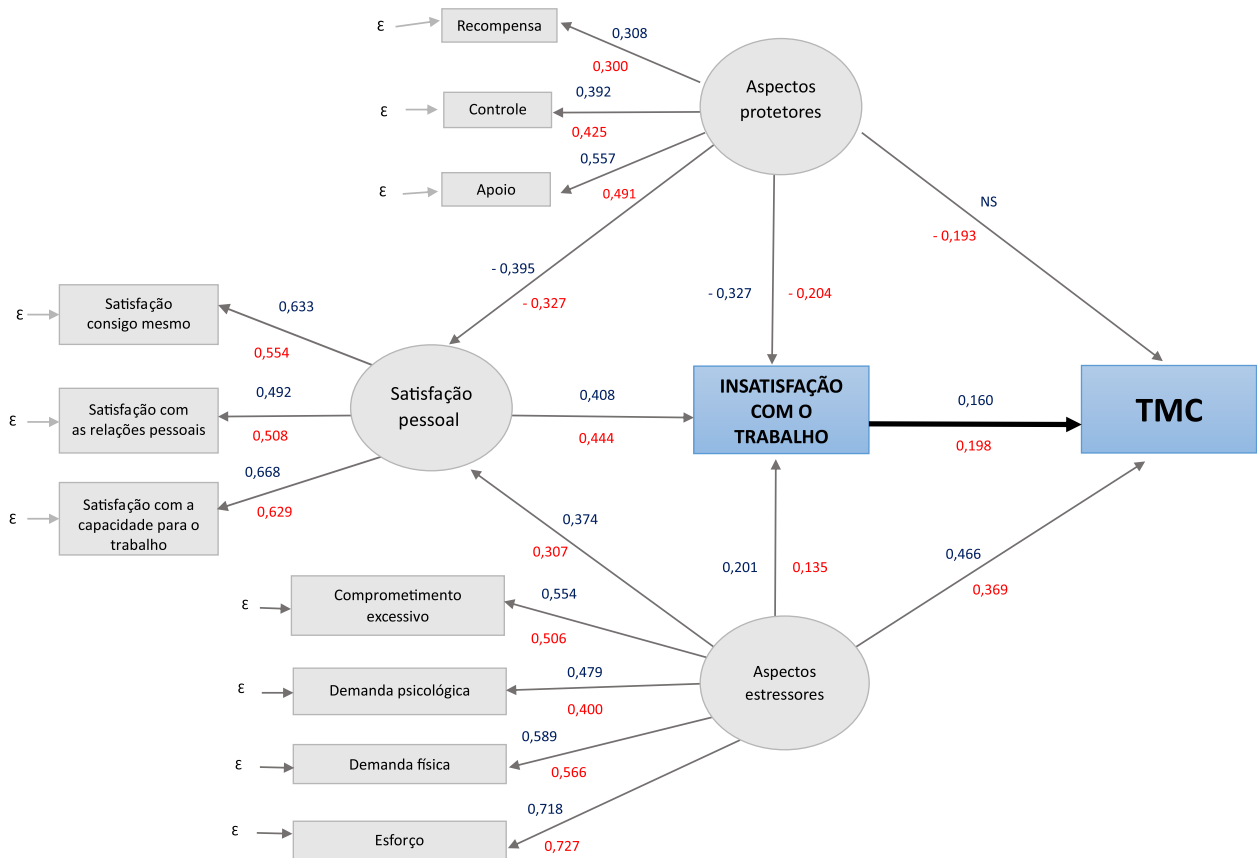 ε
Recompensa
0,308
0,300
Aspectos
protetores
ε
Controle
0,392
0,425
ε
Apoio
0,557
0,491
NS
- 0,193
- 0,395
- 0,327
- 0,327
- 0,204
ε
Satisfação
consigo mesmo
0,633
0,554
ε
Satisfação com
as relações pessoais
0,492
0,508
Satisfação
pessoal
0,408
0,444
INSATISFAÇÃO
COM O
TRABALHO
0,160
0,198
TMC
ε
Satisfação com a
capacidade para o
trabalho
0,668
0,629
0,374
0,307
0,201
0,135
0,466
0,369
ε
Comprometimento
excessivo
0,554
0,506
ε
Demanda psicológica
0,479
0,400
Aspectos
estressores
ε
Demanda física
0,589
0,566
ε
Esforço
0,718
0,727